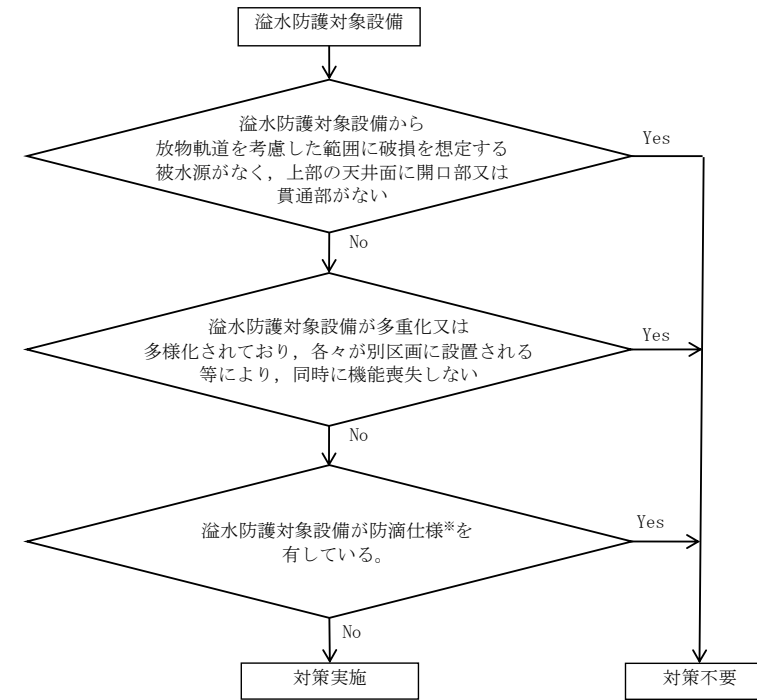 溢水防護対象設備
溢水防護対象設備から
放物軌道を考慮した範囲に破損を想定する
被水源がなく，上部の天井面に開口部又は
貫通部がない
Yes
No
溢水防護対象設備が多重化又は
多様化されており，各々が別区画に設置される
等により，同時に機能喪失しない
Yes
No
溢水防護対象設備が防滴仕様※を
有している。
Yes
No
対策実施
対策不要